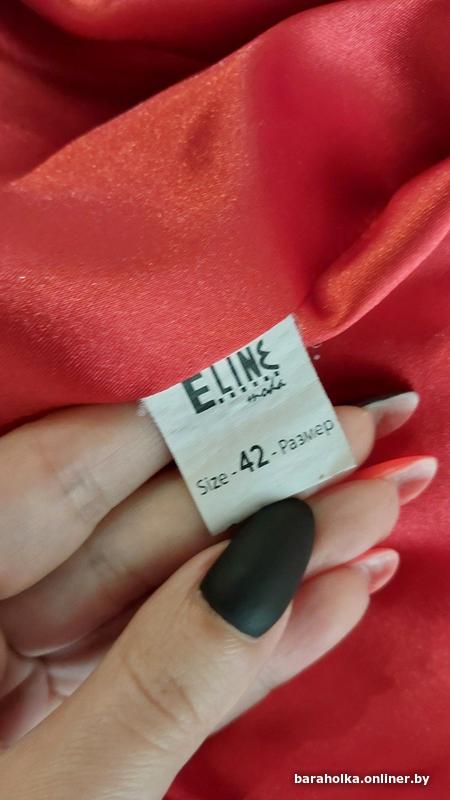 ELINE
moda
Size - 42 - Размер
baraholka.onliner.by